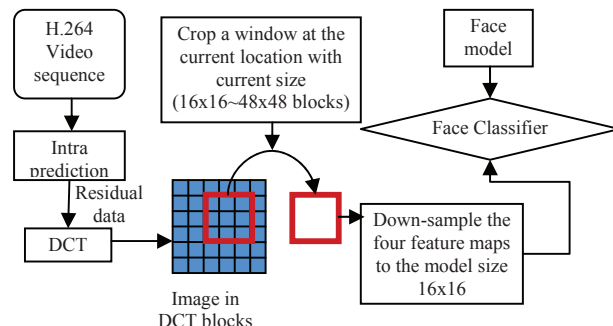 H.264
Video
sequence
Intra
prediction
Residual
data
DCT
Image in
DCT blocks
Crop a window at the
current location with
current size
(16x16~48x48 blocks)
Down-sample the
four feature maps
to the model size
16x16
Face
model
Face Classifier